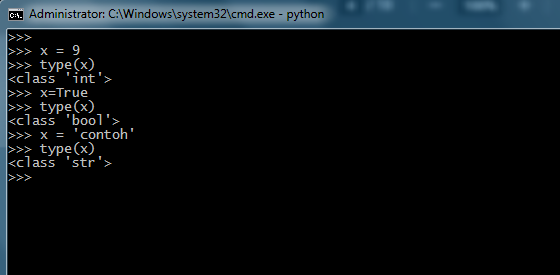 Administrator: C:\Windows\system32\cmd.exe - python
>>>
>>> x = 9
>>> type(x)
<class 'int'>
>>> x=True
>>> type(x)
<class 'bool'>
>>> x = 'contoh'
>>> type(x)
<class 'str'>
>>>